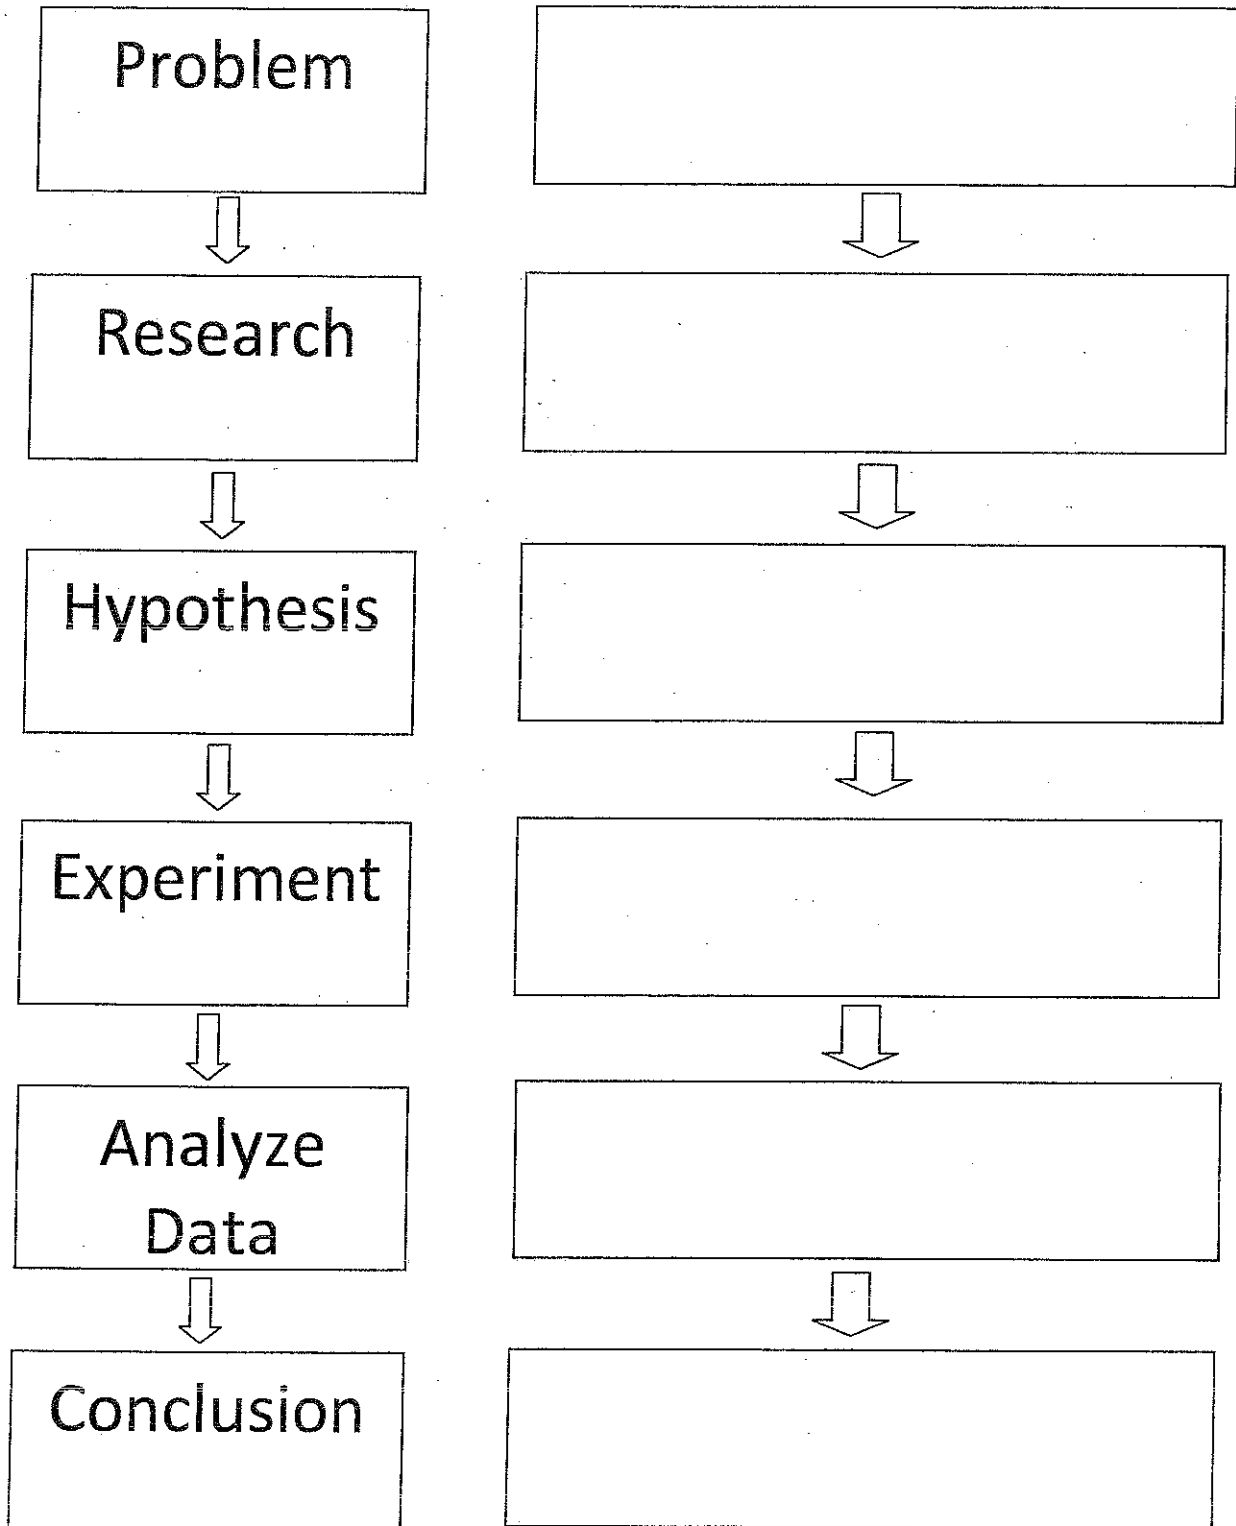 Problem
Research
Hypothesis
Experiment
Analyze
Data
Conclusion